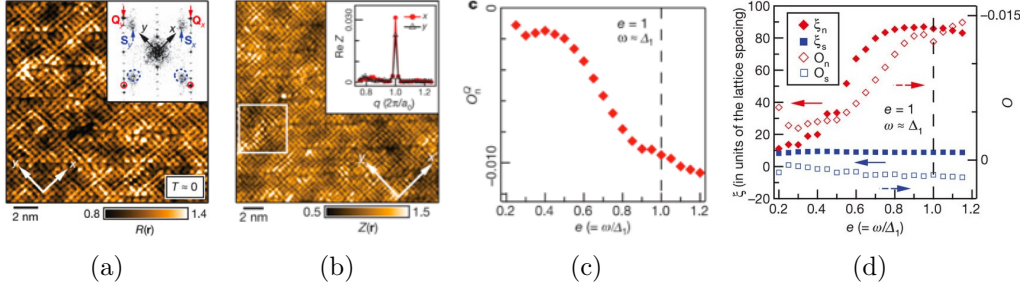 Q_x
Q_x
y
x
S_y
S_y
y
x
T ≈ 0
2 nm
0.8
1.4
R(r)
(a)
0.030
x
y
Re Z
0
0.8
1.0
1.2
q (2π/a_0)
y
x
2 nm
0.5
1.5
Z(r)
(b)
c
0
e = 1
ω ≈ Δ_1
O_n^Q
–0.010
0.2
0.4
0.6
0.8
1.0
1.2
e (= ω/Δ_1)
(c)
100
80
60
40
20
10
0
-20
ξ (in units of the lattice spacing)
ξ_n
ξ_s
O_n
O_s
e = 1
ω ≈ Δ_1
-0.015
0
O
0.2
0.4
0.6
0.8
1.0
1.2
e (= ω/Δ_1)
(d)